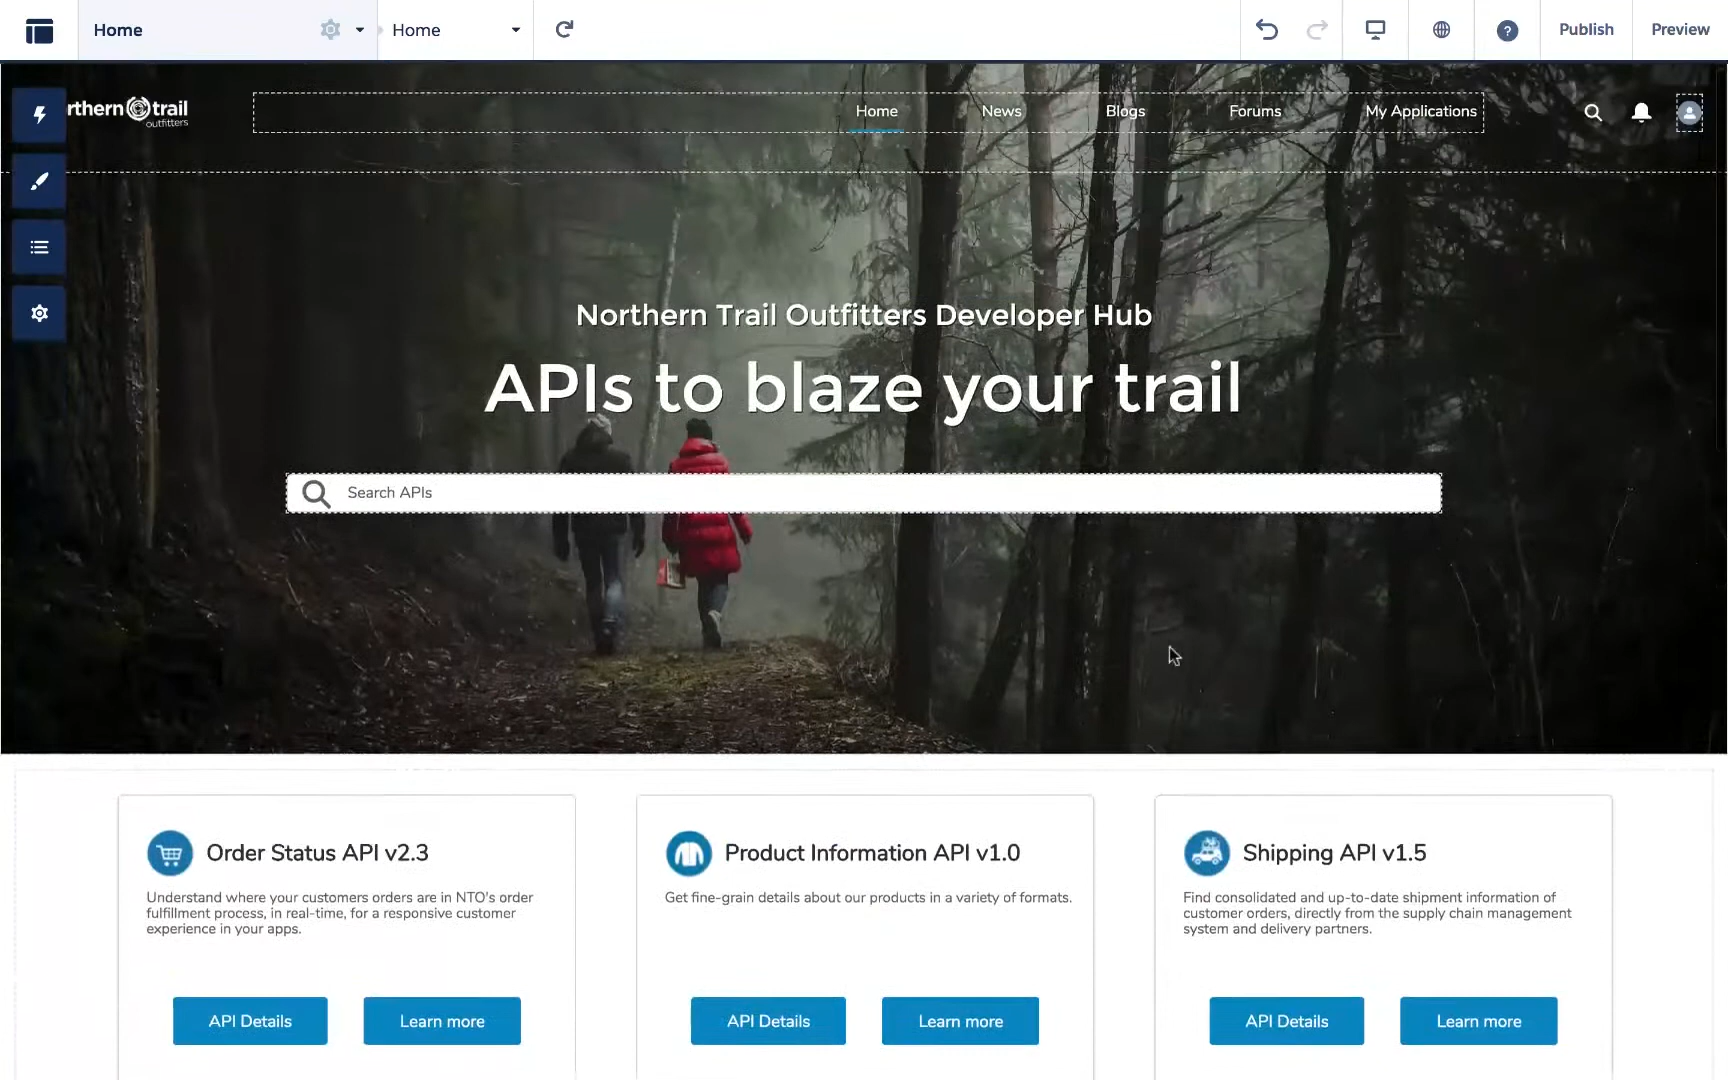 Home
Home
?
Publish
Preview
rthern trail
outfitters
Home
News
Blogs
Forums
My Applications
Northern Trail Outfitters Developer Hub
APIs to blaze your trail
Search APIs
Order Status API v2.3
Understand where your customers orders are in NTO's order
fulfillment process, in real-time, for a responsive customer
experience in your apps.
API Details
Learn more
Product Information API v1.0
Get fine-grain details about our products in a variety of formats.
API Details
Learn more
Shipping API v1.5
Find consolidated and up-to-date shipment information of
customer orders, directly from the supply chain management
system and delivery partners.
API Details
Learn more